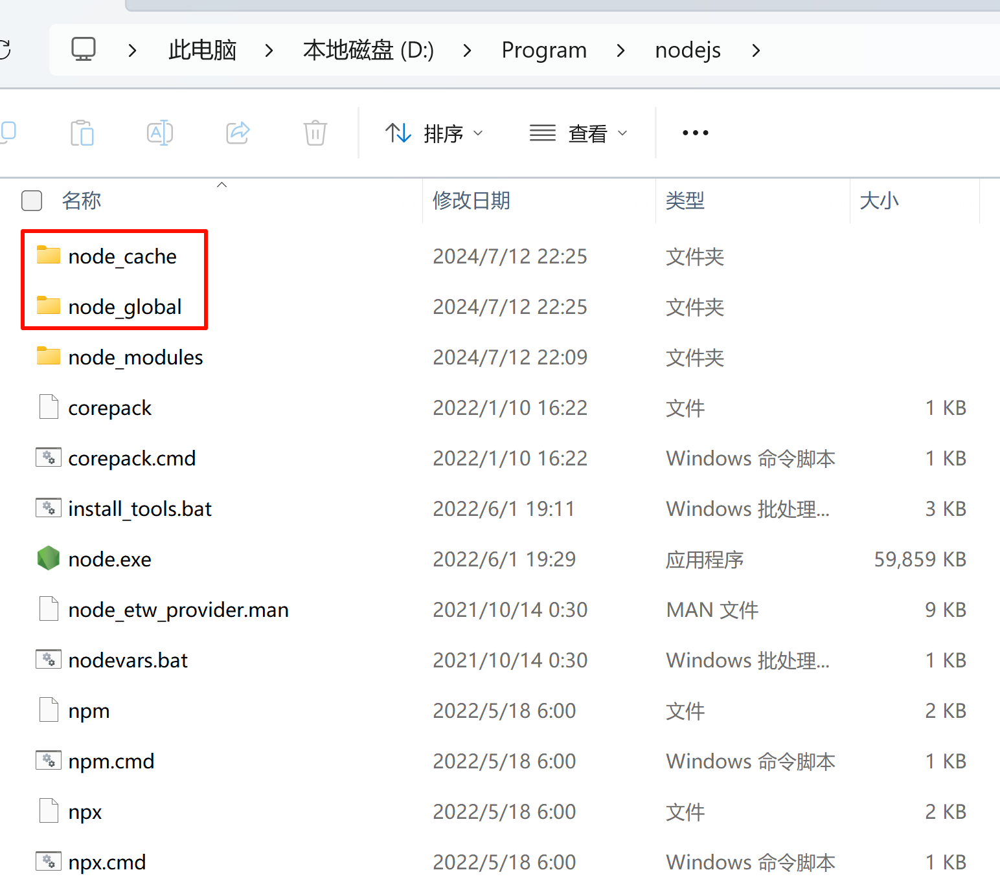 此电脑 本地磁盘 (D:) Program nodejs
排序 查看
名称 修改日期 类型 大小
node_cache 2024/7/12 22:25 文件夹
node_global 2024/7/12 22:25 文件夹
node_modules 2024/7/12 22:09 文件夹
corepack 2022/1/10 16:22 文件 1 KB
corepack.cmd 2022/1/10 16:22 Windows 命令脚本 1 KB
install_tools.bat 2022/6/1 19:11 Windows 批处理... 3 KB
node.exe 2022/6/1 19:29 应用程序 59,859 KB
node_etw_provider.man 2021/10/14 0:30 MAN 文件 9 KB
nodevars.bat 2021/10/14 0:30 Windows 批处理... 1 KB
npm 2022/5/18 6:00 文件 2 KB
npm.cmd 2022/5/18 6:00 Windows 命令脚本 1 KB
npx 2022/5/18 6:00 文件 2 KB
npx.cmd 2022/5/18 6:00 Windows 命令脚本 1 KB